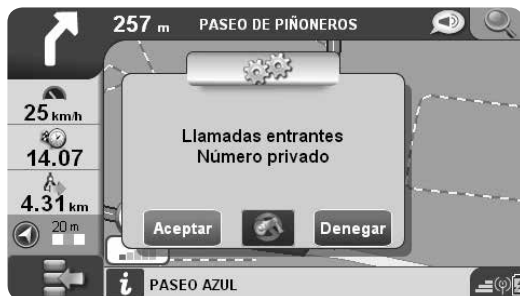 257 m PASEO DE PIÑONEROS
25 km/h
14.07
4.31 km
20 m
Llamadas entrantes
Número privado
Aceptar
Denegar
i PASEO AZUL